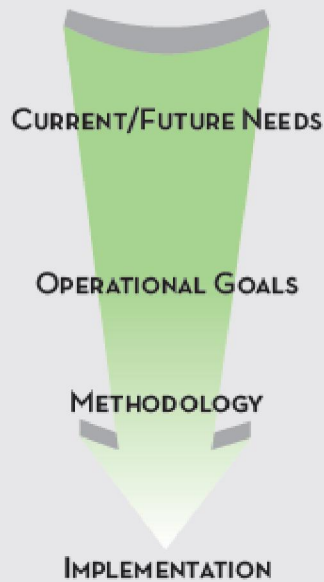 Current/Future Needs
Operational Goals
Methodology
Implementation